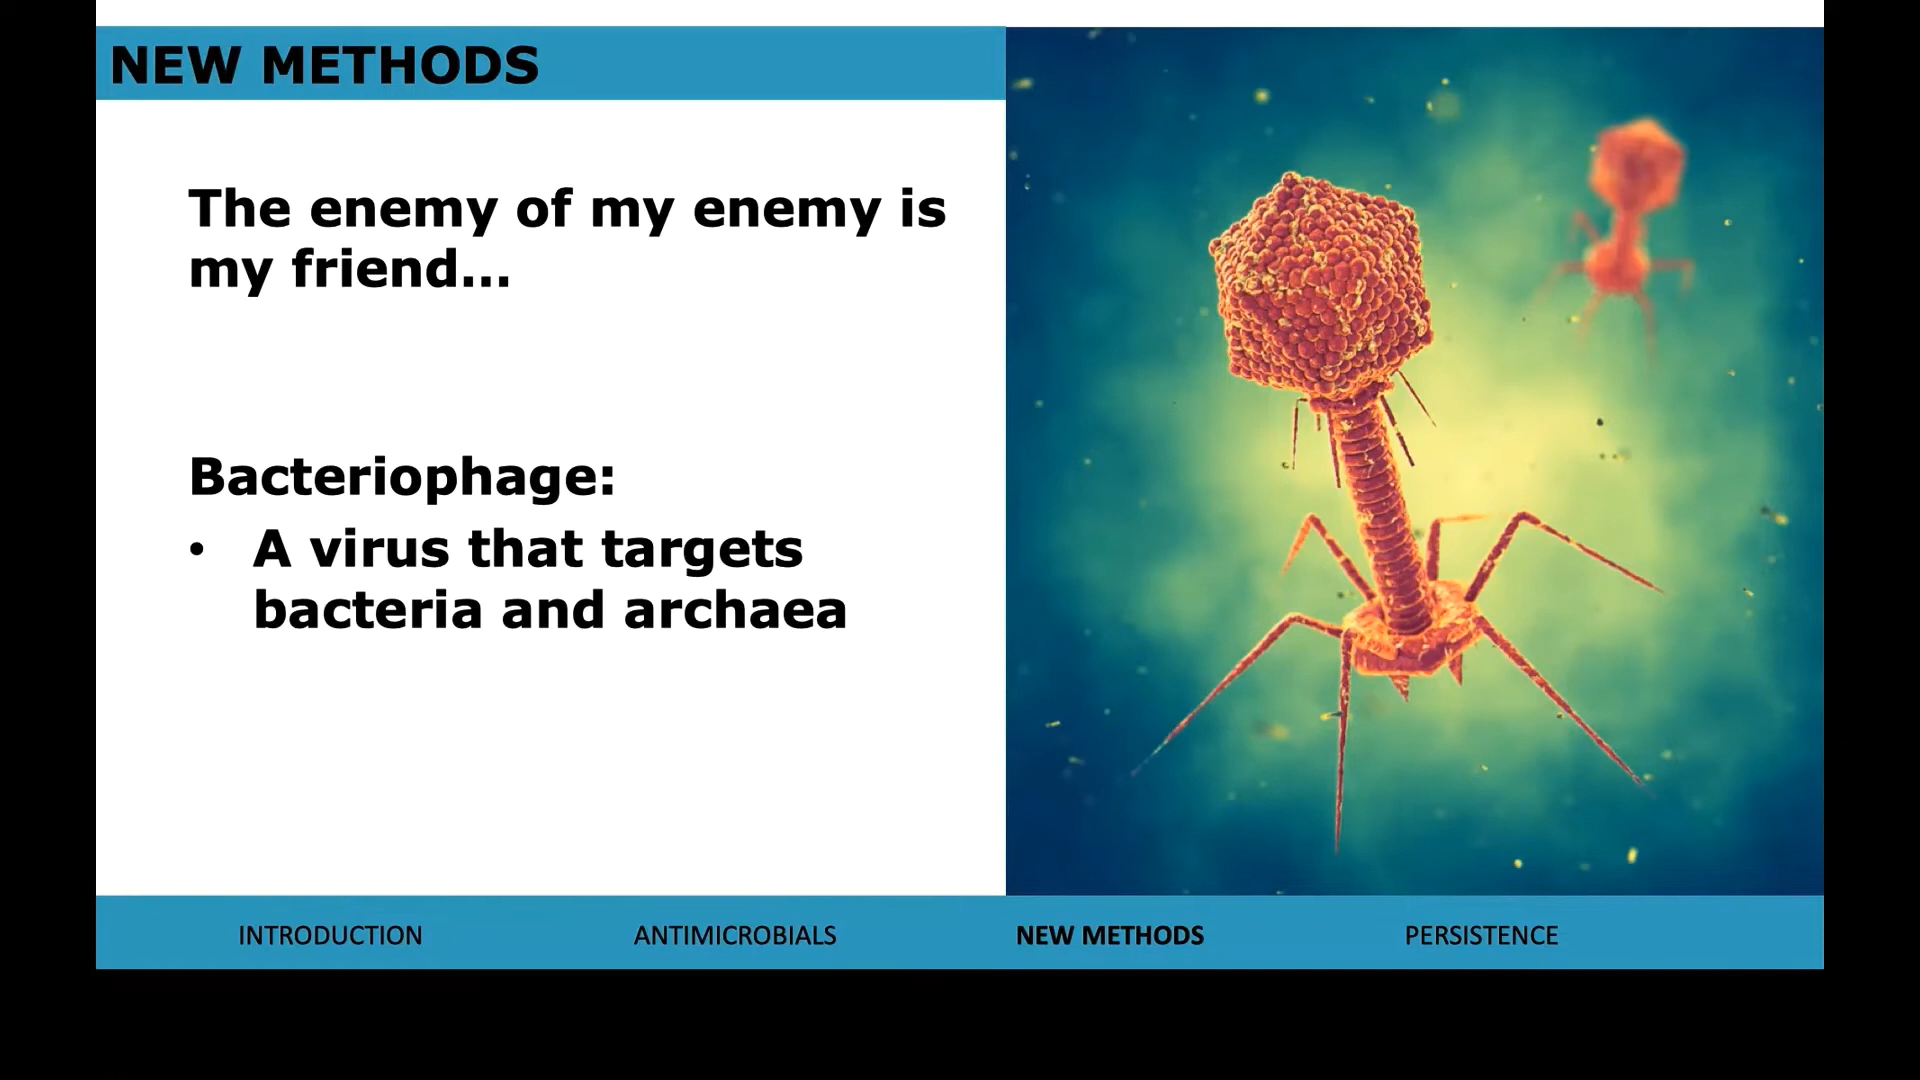 NEW METHODS
The enemy of my enemy is
my friend...
Bacteriophage:
• A virus that targets
bacteria and archaea
INTRODUCTION ANTIMICROBIALS NEW METHODS PERSISTENCE